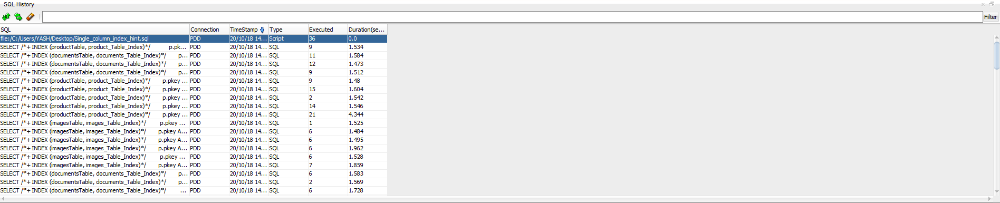 SQL History
Filter
SQL Connection TimeStamp Type Executed Duration(se...
file:/C:/Users/YASH/Desktop/Single_column_index_hint.sql PDD 20/10/18 14... Script 36 0.0
SELECT /*+ INDEX (productTable, product_Table_Index)*/ p.pk... PDD 20/10/18 14... SQL 9 1.534
SELECT /*+ INDEX (documentsTable, documents_Table_Index)*/ p... PDD 20/10/18 14... SQL 11 1.584
SELECT /*+ INDEX (documentsTable, documents_Table_Index)*/ p... PDD 20/10/18 14... SQL 12 1.473
SELECT /*+ INDEX (documentsTable, documents_Table_Index)*/ p... PDD 20/10/18 14... SQL 9 1.512
SELECT /*+ INDEX (productTable, product_Table_Index)*/ p.pkey ... PDD 20/10/18 14... SQL 9 1.48
SELECT /*+ INDEX (productTable, product_Table_Index)*/ p.pkey ... PDD 20/10/18 14... SQL 15 1.604
SELECT /*+ INDEX (productTable, product_Table_Index)*/ p.pkey ... PDD 20/10/18 14... SQL 2 1.542
SELECT /*+ INDEX (productTable, product_Table_Index)*/ p.pkey ... PDD 20/10/18 14... SQL 14 1.546
SELECT /*+ INDEX (productTable, product_Table_Index)*/ p.pkey ... PDD 20/10/18 14... SQL 21 4.344
SELECT /*+ INDEX (imagesTable, images_Table_Index)*/ p.pkey ... PDD 20/10/18 14... SQL 1 1.525
SELECT /*+ INDEX (imagesTable, images_Table_Index)*/ p.pkey A... PDD 20/10/18 14... SQL 6 1.484
SELECT /*+ INDEX (imagesTable, images_Table_Index)*/ p.pkey A... PDD 20/10/18 14... SQL 6 1.495
SELECT /*+ INDEX (imagesTable, images_Table_Index)*/ p.pkey A... PDD 20/10/18 14... SQL 6 1.962
SELECT /*+ INDEX (imagesTable, images_Table_Index)*/ p.pkey ... PDD 20/10/18 14... SQL 6 1.528
SELECT /*+ INDEX (imagesTable, images_Table_Index)*/ p.pkey A... PDD 20/10/18 14... SQL 7 1.859
SELECT /*+ INDEX (documentsTable, documents_Table_Index)*/ p... PDD 20/10/18 14... SQL 6 1.583
SELECT /*+ INDEX (documentsTable, documents_Table_Index)*/ p... PDD 20/10/18 14... SQL 2 1.569
SELECT /*+ INDEX (documentsTable, documents_Table_Index)*/ ... PDD 20/10/18 14... SQL 6 1.728